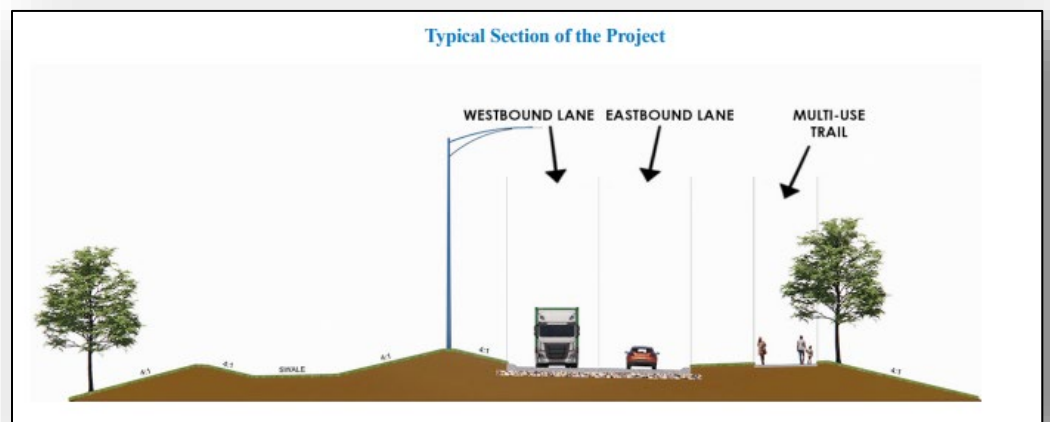 Typical Section of the Project
WESTBOUND LANE
EASTBOUND LANE
MULTI-USE
TRAIL
4:1
4:1
SWALE
4:1
4:1
4:1